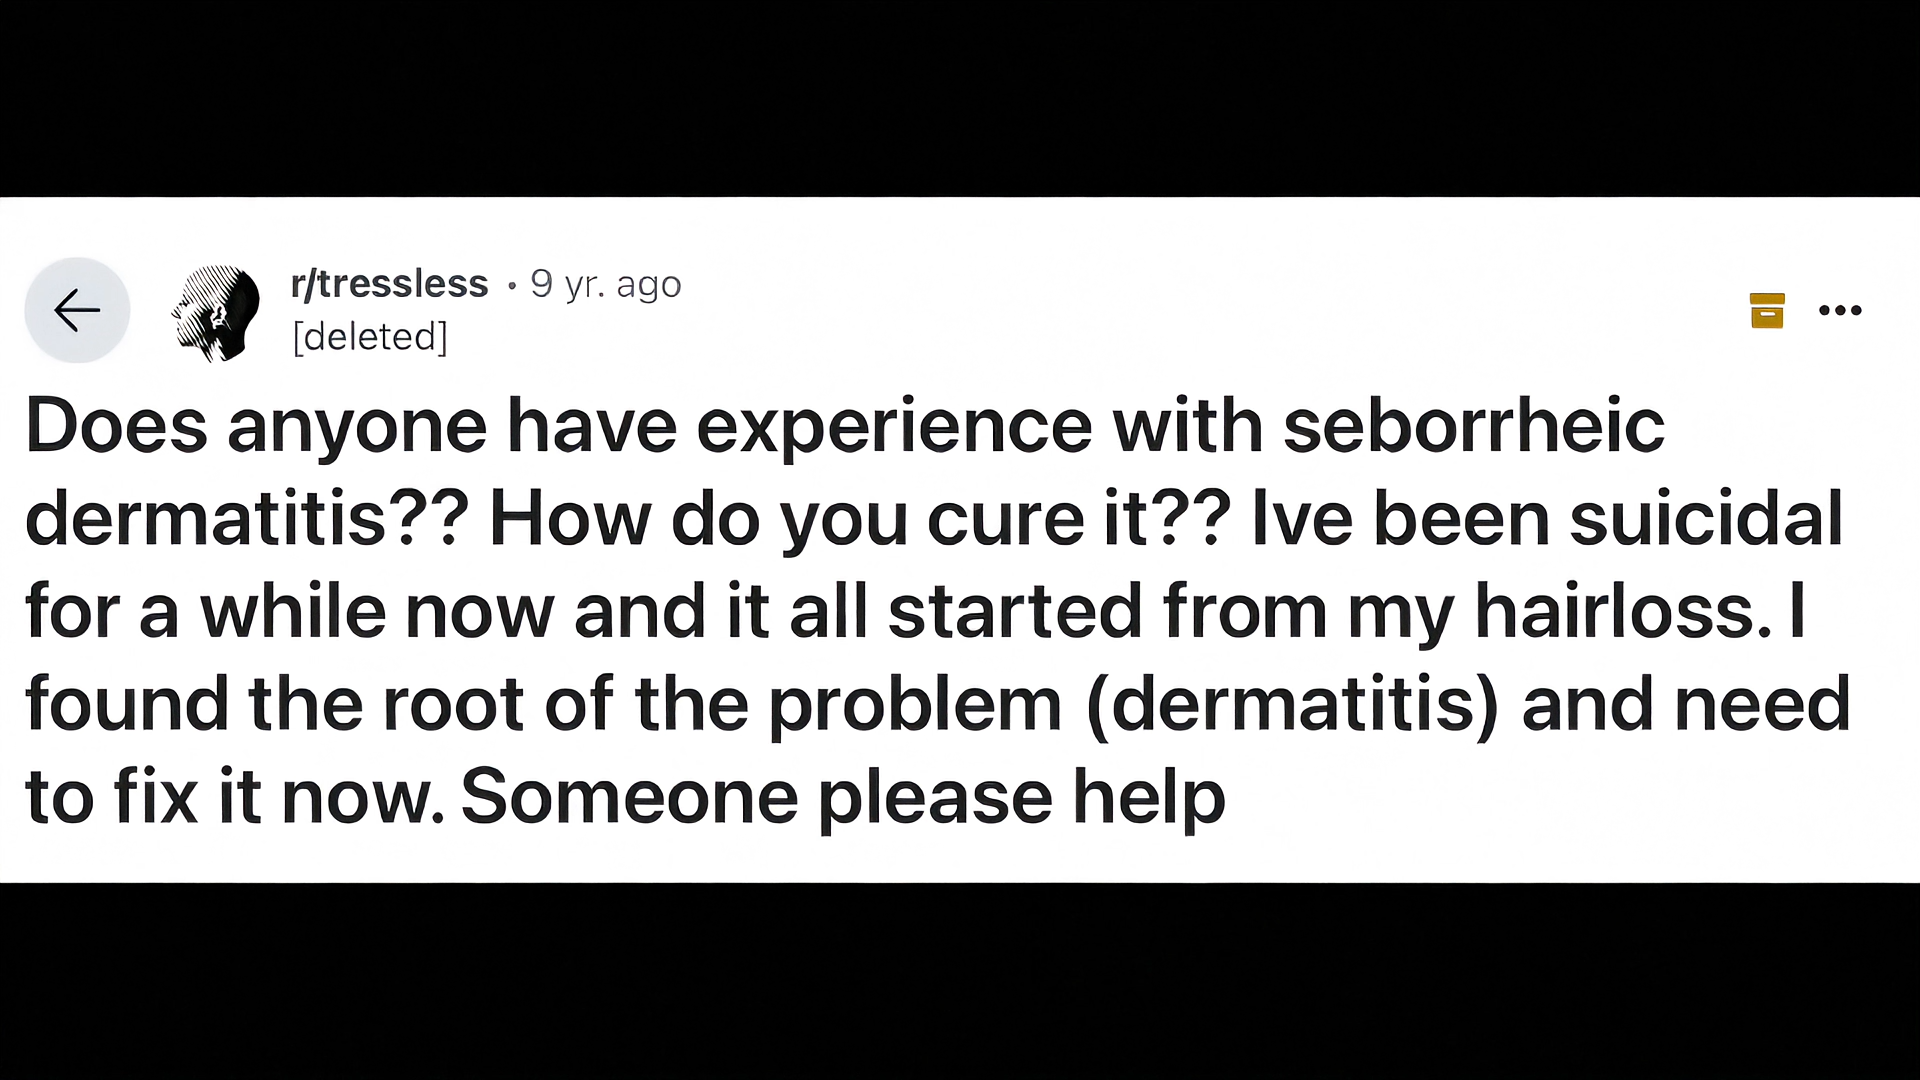 r/tressless • 9 yr. ago
[deleted]
Does anyone have experience with seborrheic
dermatitis?? How do you cure it?? Ive been suicidal
for a while now and it all started from my hairloss. I
found the root of the problem (dermatitis) and need
to fix it now. Someone please help